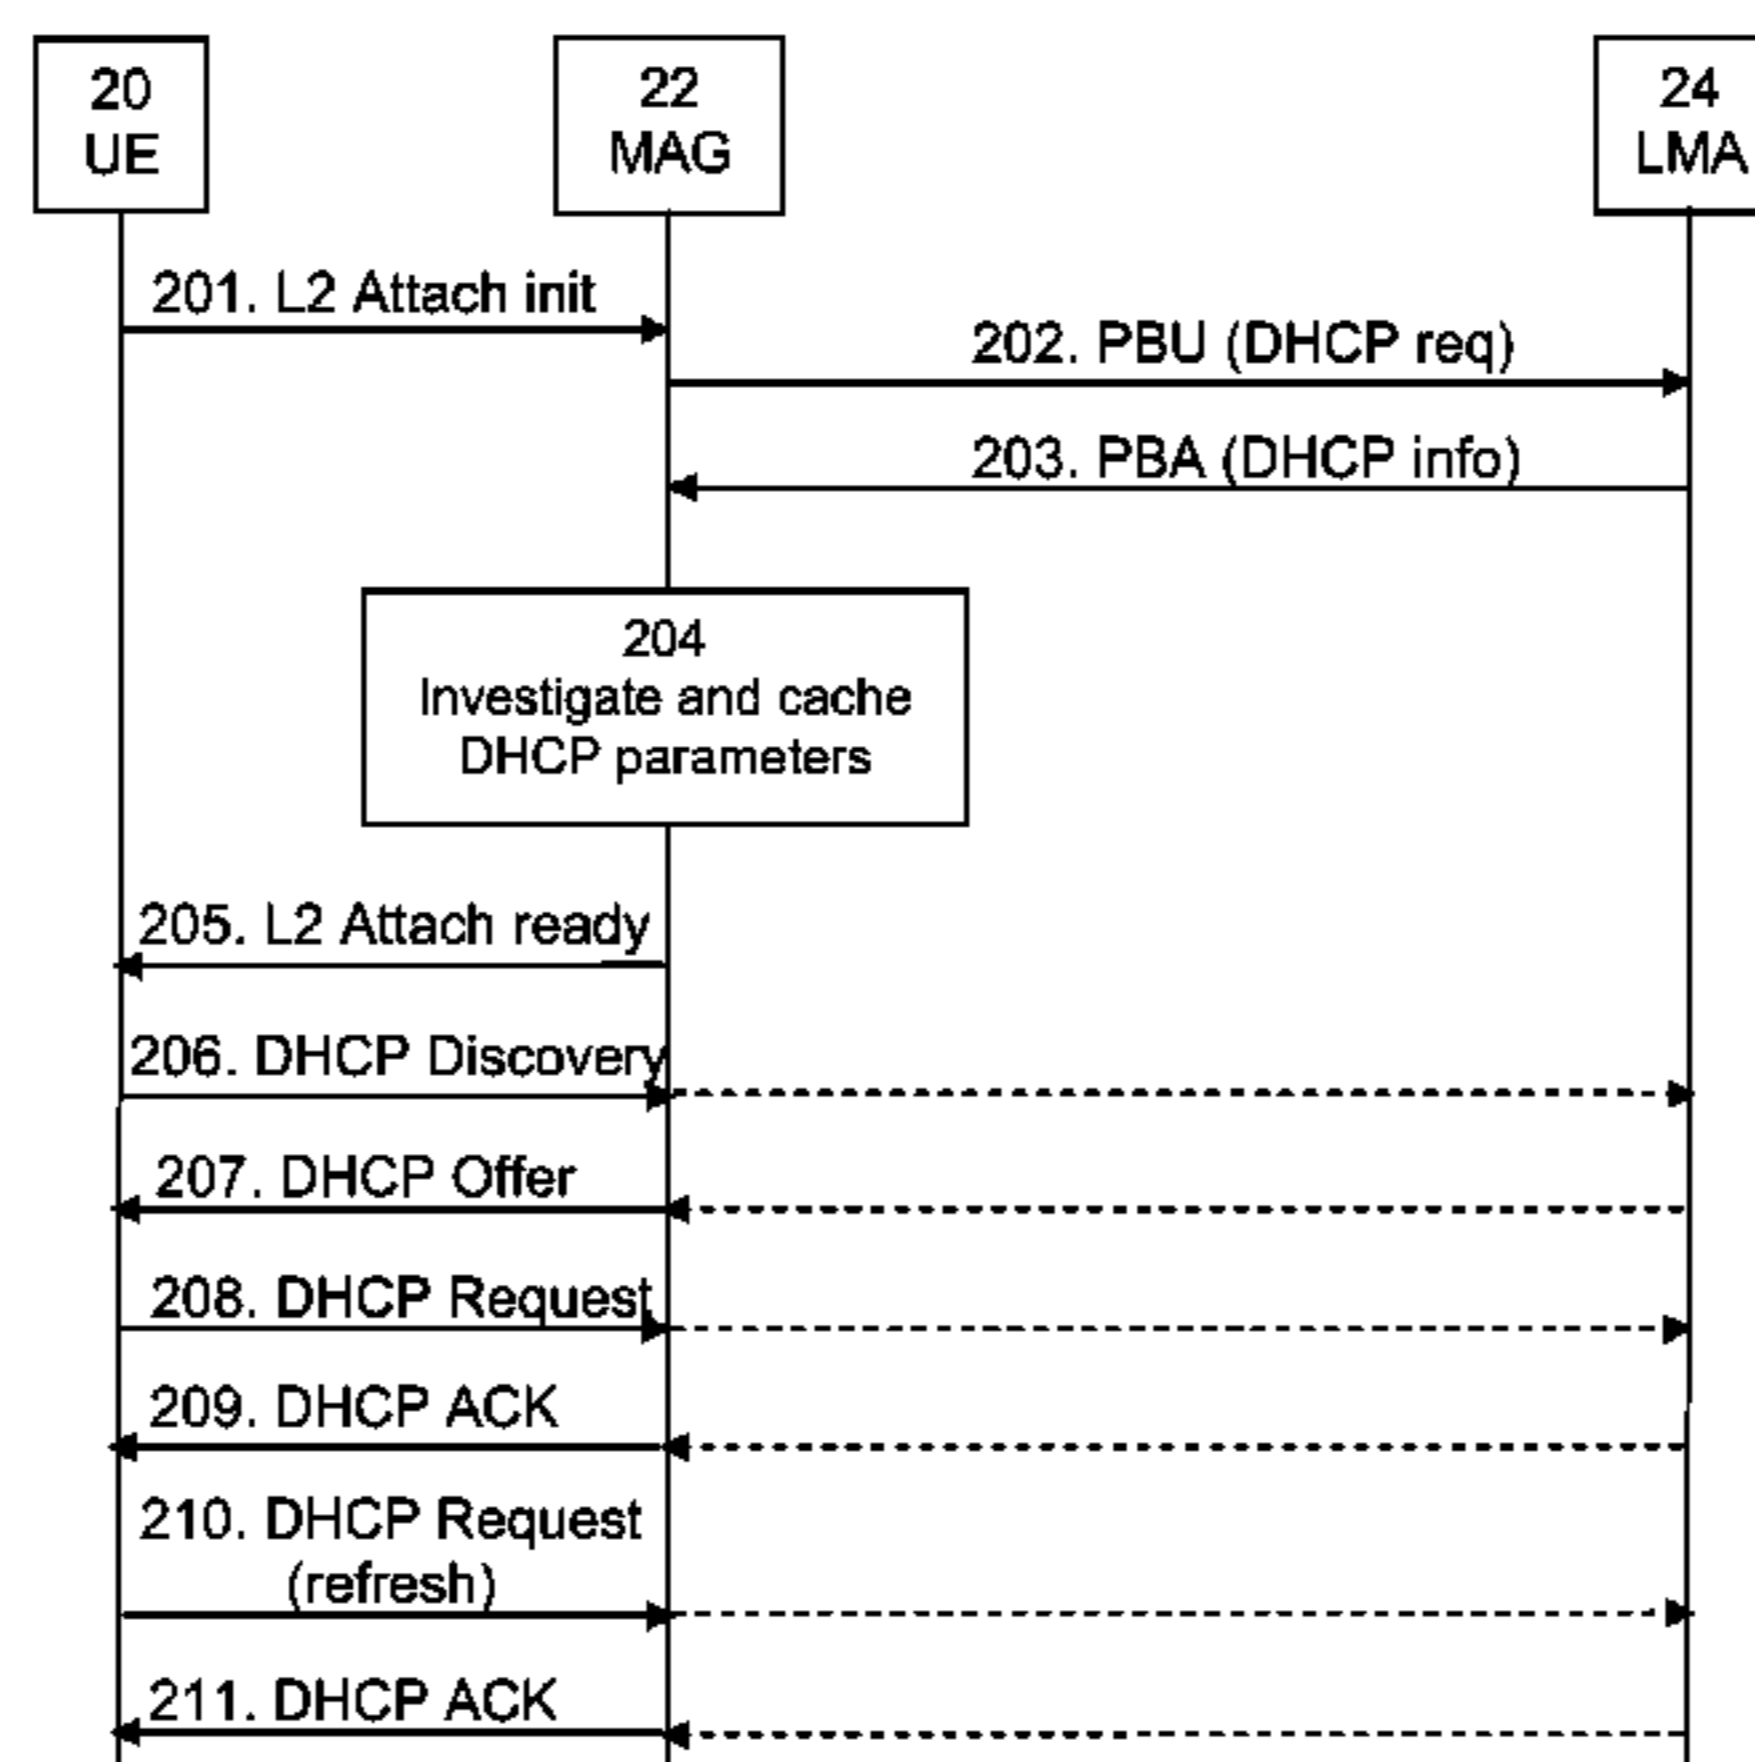 20
UE
22
MAG
24
LMA
201. L2 Attach init
202. PBU (DHCP req)
203. PBA (DHCP info)
204
Investigate and cache
DHCP parameters
205. L2 Attach ready
206. DHCP Discovery
207. DHCP Offer
208. DHCP Request
209. DHCP ACK
210. DHCP Request
(refresh)
211. DHCP ACK